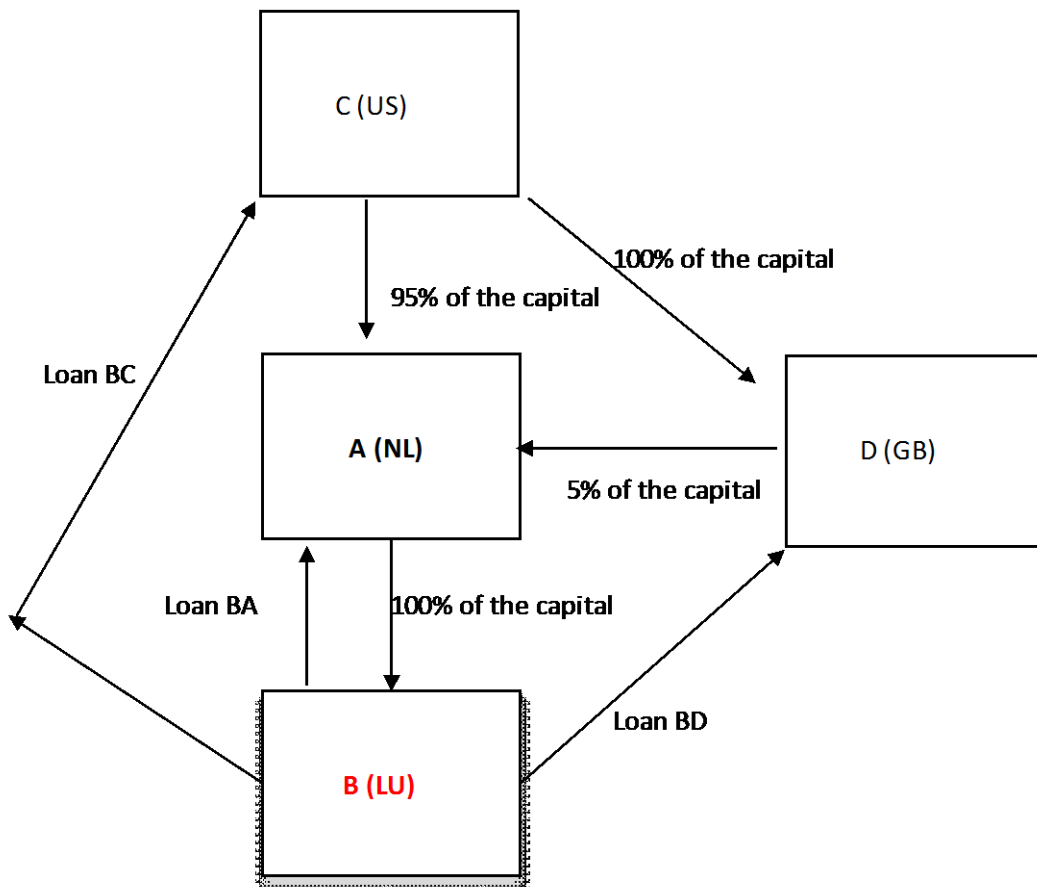 C (US)
100% of the capital
95% of the capital
Loan BC
A (NL)
D (GB)
5% of the capital
Loan BA
100% of the capital
Loan BD
B (LU)